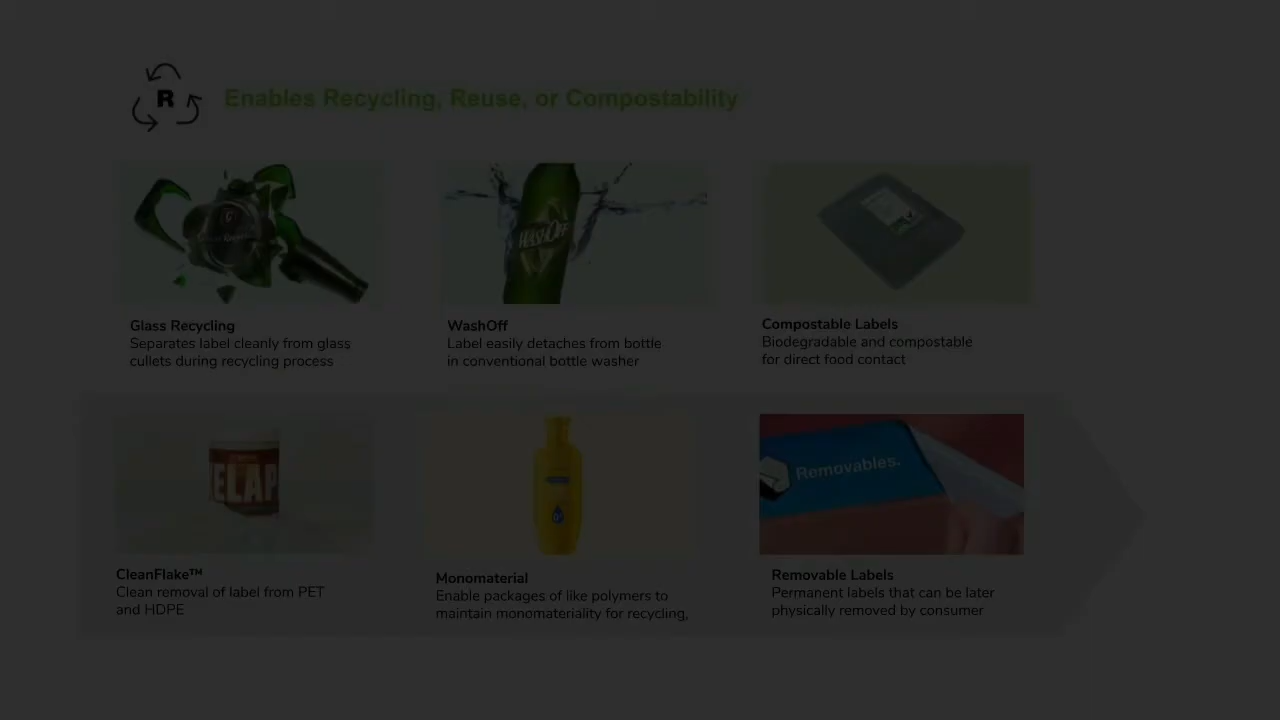 R
Enables Recycling, Reuse, or Compostability
WASHOFF
Glass Recycling
Separates label cleanly from glass
cullets during recycling process
WashOff
Label easily detaches from bottle
in conventional bottle washer
Compostable Labels
Biodegradable and compostable
for direct food contact
ELAP
Removables.
CleanFlake™
Clean removal of label from PET
and HDPE
Monomaterial
Enable packages of like polymers to
maintain monomateriality for recycling,
Removable Labels
Permanent labels that can be later
physically removed by consumer